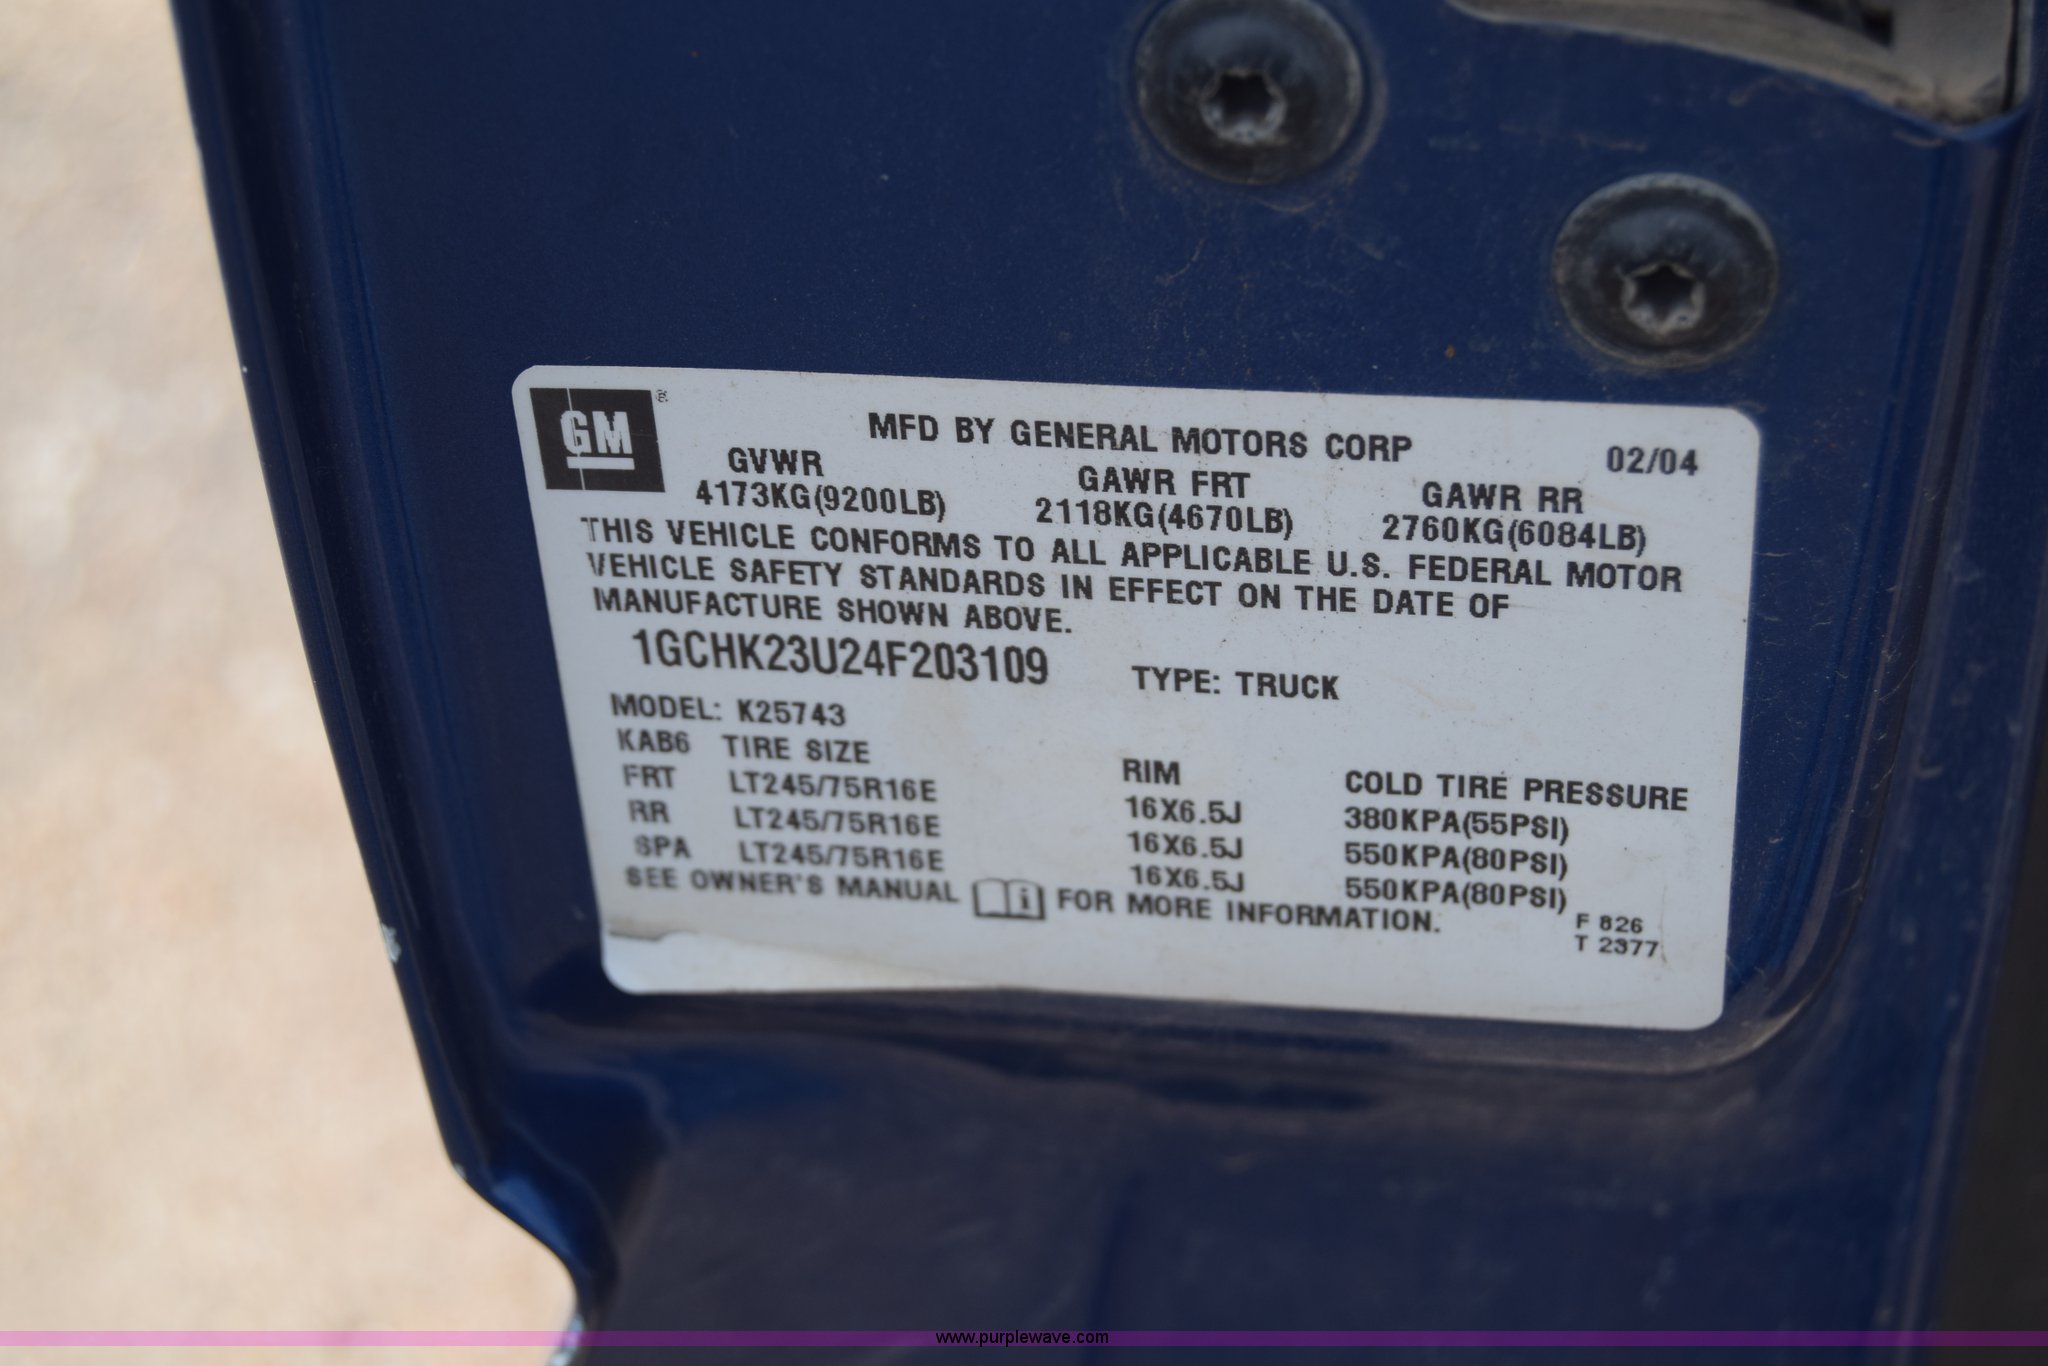 GM ®
MFD BY GENERAL MOTORS CORP 02/04
GVWR GAWR FRT GAWR RR
4173KG(9200LB) 2118KG(4670LB) 2760KG(6084LB)
THIS VEHICLE CONFORMS TO ALL APPLICABLE U.S. FEDERAL MOTOR
VEHICLE SAFETY STANDARDS IN EFFECT ON THE DATE OF
MANUFACTURE SHOWN ABOVE.
1GCHK23U24F203109 TYPE: TRUCK
MODEL: K25743
KAB6 TIRE SIZE RIM COLD TIRE PRESSURE
FRT LT245/75R16E 16X6.5J 380KPA(55PSI)
RR LT245/75R16E 16X6.5J 550KPA(80PSI)
SPA LT245/75R16E 16X6.5J 550KPA(80PSI)
SEE OWNER'S MANUAL i FOR MORE INFORMATION.
F 826
T 2377
www.purplewave.com